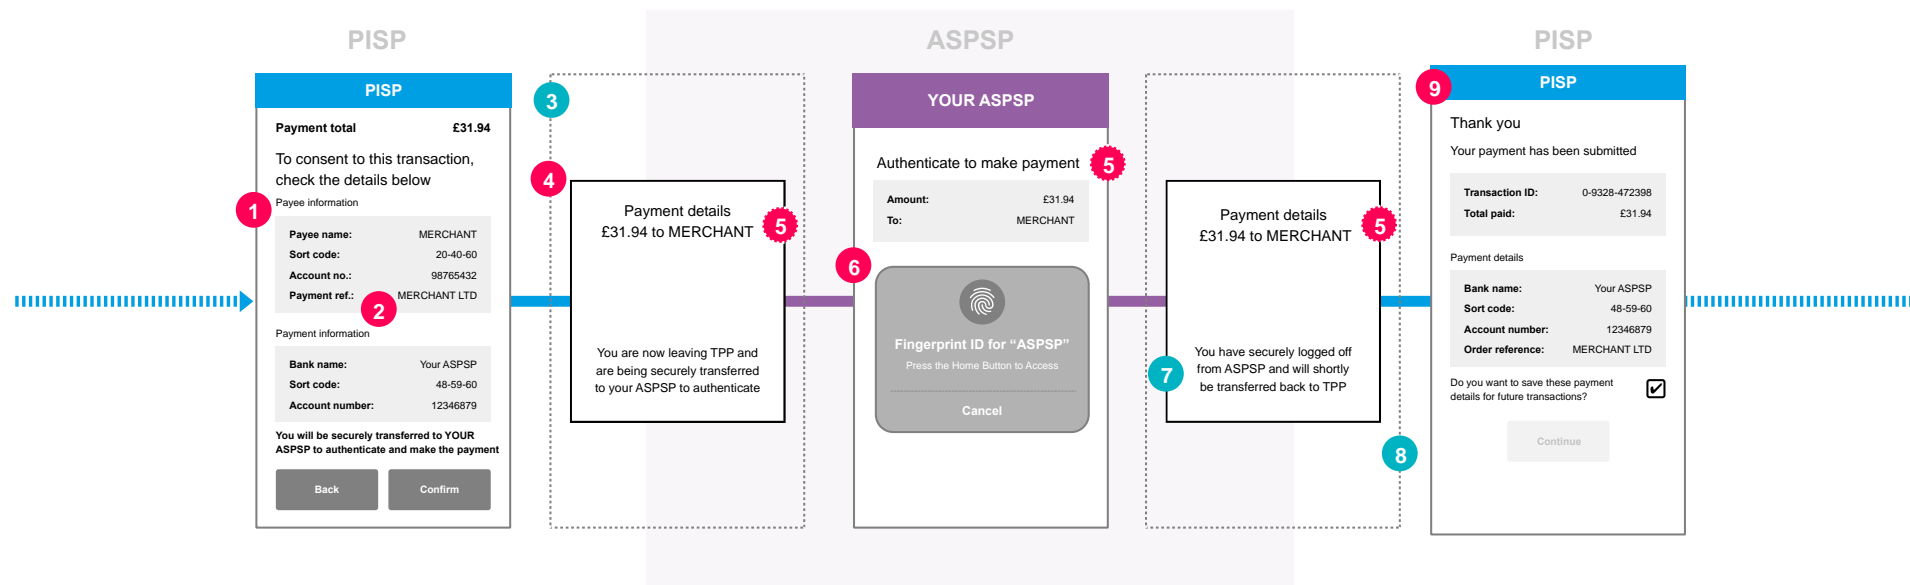 PISP
ASPSP
PISP
PISP
Payment total £31.94
To consent to this transaction,
check the details below
1
Payee information
Payee name: MERCHANT
Sort code: 20-40-60
Account no.: 98765432
Payment ref.: MERCHANT LTD
2
Payment information
Bank name: Your ASPSP
Sort code: 48-59-60
Account number: 12346879
You will be securely transferred to YOUR
ASPSP to authenticate and make the payment
Back Confirm
3
4
Payment details
£31.94 to MERCHANT
5
You are now leaving TPP and
are being securely transferred
to your ASPSP to authenticate
YOUR ASPSP
Authenticate to make payment
5
Amount: £31.94
To: MERCHANT
6
Fingerprint ID for “ASPSP”
Press the Home Button to Access
Cancel
Payment details
£31.94 to MERCHANT
5
You have securely logged off
from ASPSP and will shortly
be transferred back to TPP
7
8
9
PISP
Thank you
Your payment has been submitted
Transaction ID: 0-9328-472398
Total paid: £31.94
Payment details
Bank name: Your ASPSP
Sort code: 48-59-60
Account number: 12346879
Order reference: MERCHANT LTD
Do you want to save these payment
details for future transactions?
Continue